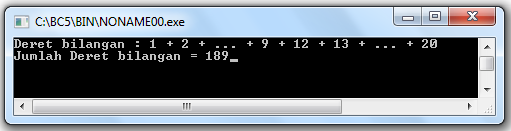 C:\BC5\BIN\NONAME00.exe
Deret bilangan : 1 + 2 + ... + 9 + 12 + 13 + ... + 20
Jumlah Deret bilangan = 189_